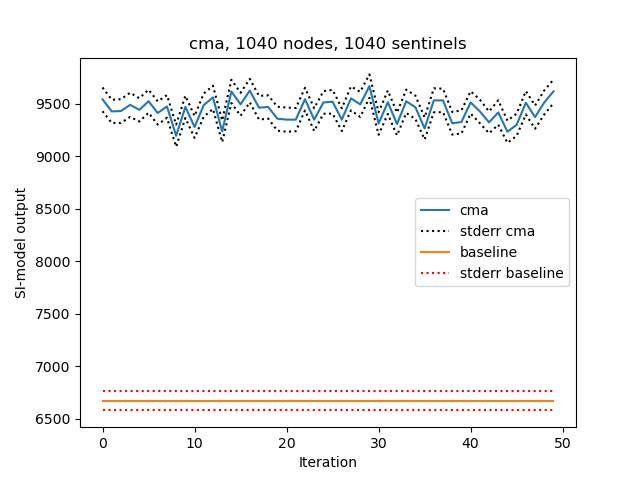 cma, 1040 nodes, 1040 sentinels
SI-model output
9500
9000
8500
8000
7500
7000
6500
cma
stderr cma
baseline
stderr baseline
0 10 20 30 40 50
Iteration